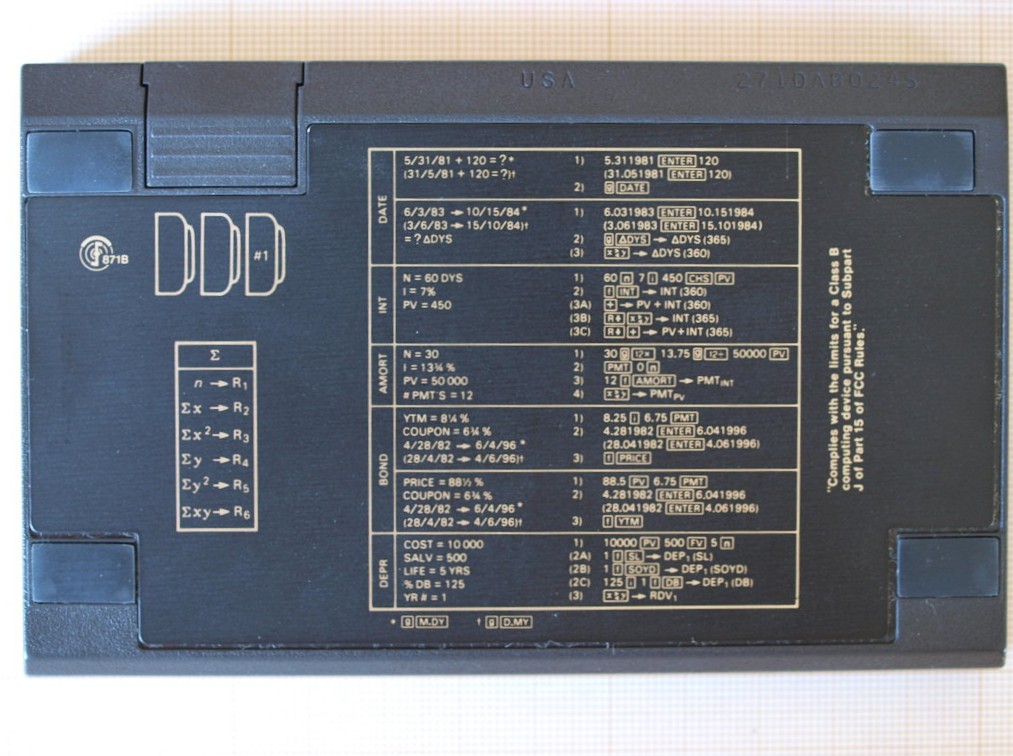 USA 2710A80245
871B
#1
Σ
n → R1
Σx → R2
Σx² → R3
Σy → R4
Σy² → R5
Σxy → R6
DATE
5/31/81 + 120 = ?* 1) 5.311981 ENTER 120
(31/5/81 + 120 = ?)† (31.051981 ENTER 120)
2) g DATE
6/3/83 → 10/15/84* 1) 6.031983 ENTER 10.151984
(3/6/83 → 15/10/84)† (3.061983 ENTER 15.101984)
= ? ΔDYS 2) g ΔDYS → ΔDYS (365)
(3) x≷y → ΔDYS (360)
INT
N = 60 DYS 1) 60 n 7 i 450 CHS PV
I = 7% 2) f INT → INT (360)
PV = 450 (3A) + → PV + INT (360)
(3B) R↓ x≷y → INT (365)
(3C) R↓ + → PV + INT (365)
AMORT
N = 30 1) 30 g 12× 13.75 g 12÷ 50000 PV
I = 13¾ % 2) PMT 0 n
PV = 50 000 3) 12 f AMORT → PMT INT
# PMT'S = 12 4) x≷y → PMT PV
BOND
YTM = 8¼ % 1) 8.25 i 6.75 PMT
COUPON = 6¾ % 2) 4.281982 ENTER 6.041996
4/28/82 → 6/4/96 * (28.041982 ENTER 4.061996)
(28/4/82 → 4/6/96)† 3) f PRICE
PRICE = 88½ % 1) 88.5 PV 6.75 PMT
COUPON = 6¾ % 2) 4.281982 ENTER 6.041996
4/28/82 → 6/4/96* (28.041982 ENTER 4.061996)
(28/4/82 → 4/6/96)† 3) f YTM
DEPR
COST = 10 000 1) 10000 PV 500 FV 5 n
SALV = 500 (2A) 1 f SL → DEP1 (SL)
LIFE = 5 YRS (2B) 1 f SOYD → DEP1 (SOYD)
% DB = 125 (2C) 125 i 1 f DB → DEP1 (DB)
YR # = 1 (3) x≷y → RDV1
* g M.DY † g D.MY
"Complies with the limits for a Class B
computing device pursuant to Subpart
J of Part 15 of FCC Rules."